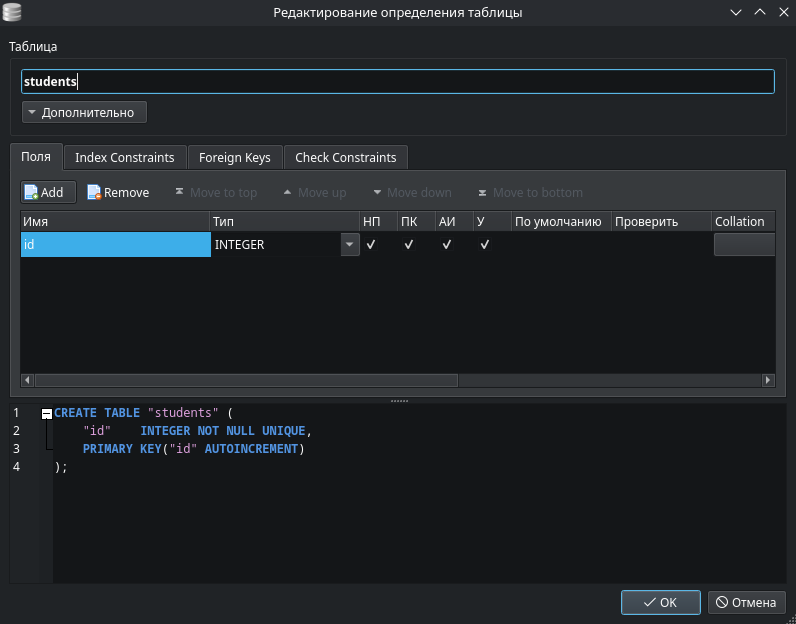 Редактирование определения таблицы
Таблица
students
Дополнительно
Поля Index Constraints Foreign Keys Check Constraints
Add Remove Move to top Move up Move down Move to bottom
Имя Тип НП ПК АИ У По умолчанию Проверить Collation
id INTEGER ✓ ✓ ✓ ✓
1 CREATE TABLE "students" (
2 "id" INTEGER NOT NULL UNIQUE,
3 PRIMARY KEY("id" AUTOINCREMENT)
4 );
OK Отмена